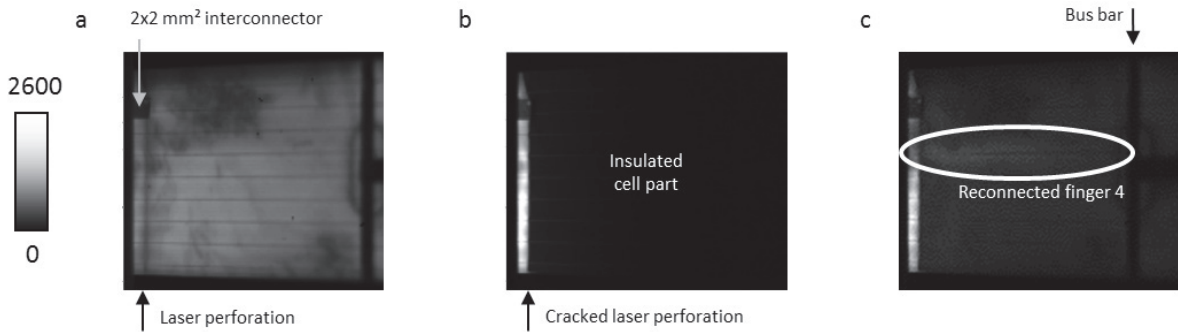 a
2x2 mm² interconnector
b
c
Bus bar
2600
0
Insulated
cell part
Reconnected finger 4
Laser perforation
Cracked laser perforation